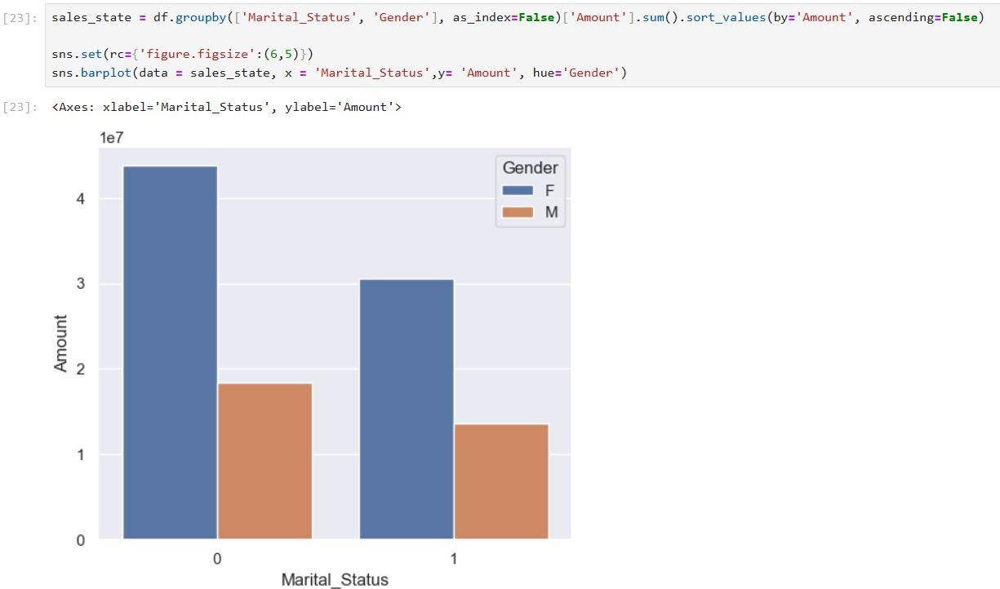 [23]: sales_state = df.groupby(['Marital_Status', 'Gender'], as_index=False)['Amount'].sum().sort_values(by='Amount', ascending=False)
sns.set(rc={'figure.figsize':(6,5)})
sns.barplot(data = sales_state, x = 'Marital_Status',y= 'Amount', hue='Gender')
[23]: <Axes: xlabel='Marital_Status', ylabel='Amount'>
1e7
Gender
F
M
4
3
2
1
0
Amount
0 1
Marital_Status